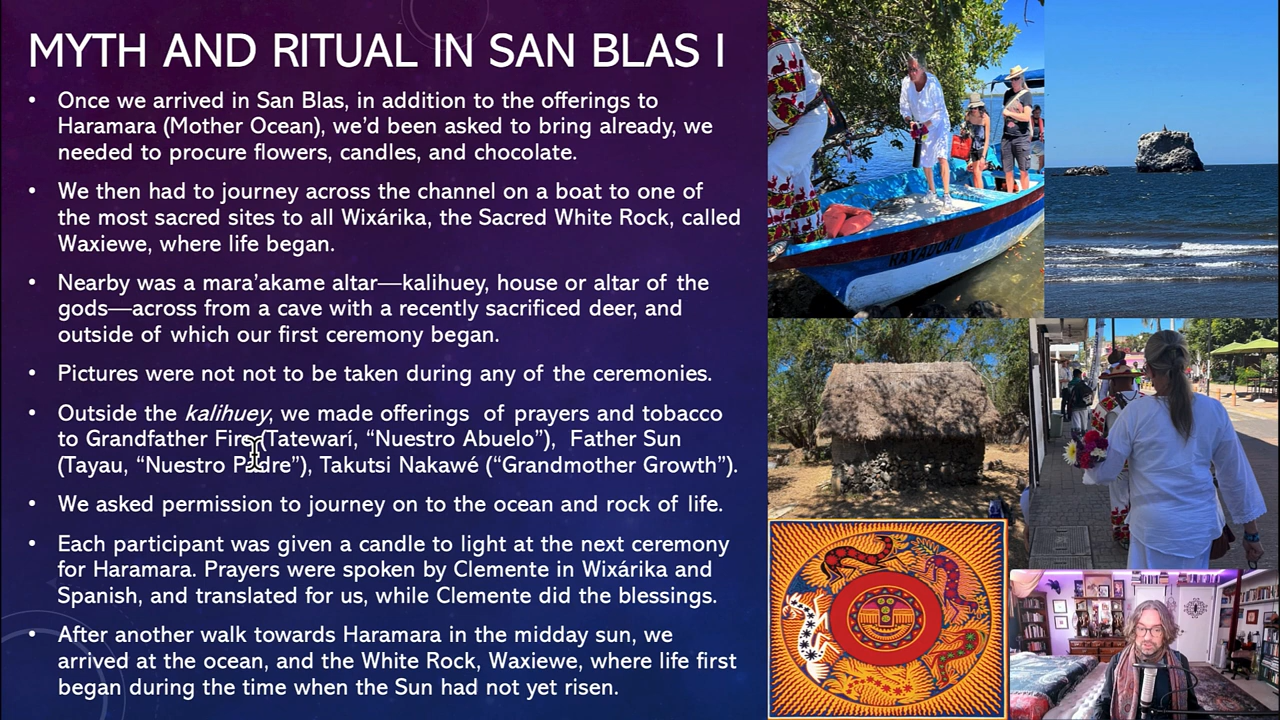 MYTH AND RITUAL IN SAN BLAS I
• Once we arrived in San Blas, in addition to the offerings to
Haramara (Mother Ocean), we’d been asked to bring already, we
needed to procure flowers, candles, and chocolate.
• We then had to journey across the channel on a boat to one of
the most sacred sites to all Wixárika, the Sacred White Rock, called
Waxiewe, where life began.
• Nearby was a mara’akame altar—kalihuey, house or altar of the
gods—across from a cave with a recently sacrificed deer, and
outside of which our first ceremony began.
• Pictures were not not to be taken during any of the ceremonies.
• Outside the kalihuey, we made offerings of prayers and tobacco
to Grandfather Fire (Tatewarí, “Nuestro Abuelo”), Father Sun
(Tayau, “Nuestro Padre”), Takutsi Nakawé (“Grandmother Growth”).
• We asked permission to journey on to the ocean and rock of life.
• Each participant was given a candle to light at the next ceremony
for Haramara. Prayers were spoken by Clemente in Wixárika and
Spanish, and translated for us, while Clemente did the blessings.
• After another walk towards Haramara in the midday sun, we
arrived at the ocean, and the White Rock, Waxiewe, where life first
began during the time when the Sun had not yet risen.